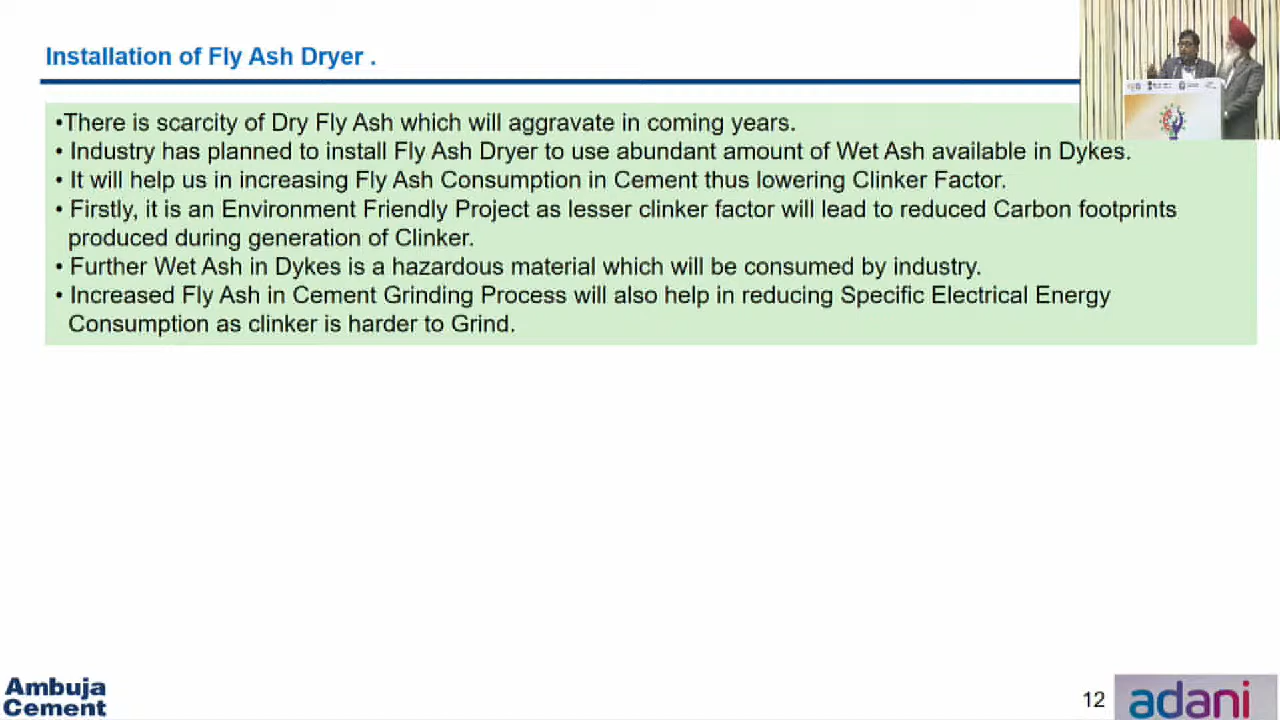 Installation of Fly Ash Dryer .
•There is scarcity of Dry Fly Ash which will aggravate in coming years.
• Industry has planned to install Fly Ash Dryer to use abundant amount of Wet Ash available in Dykes.
• It will help us in increasing Fly Ash Consumption in Cement thus lowering Clinker Factor.
• Firstly, it is an Environment Friendly Project as lesser clinker factor will lead to reduced Carbon footprints
produced during generation of Clinker.
• Further Wet Ash in Dykes is a hazardous material which will be consumed by industry.
• Increased Fly Ash in Cement Grinding Process will also help in reducing Specific Electrical Energy
Consumption as clinker is harder to Grind.
Ambuja
Cement
12
adani